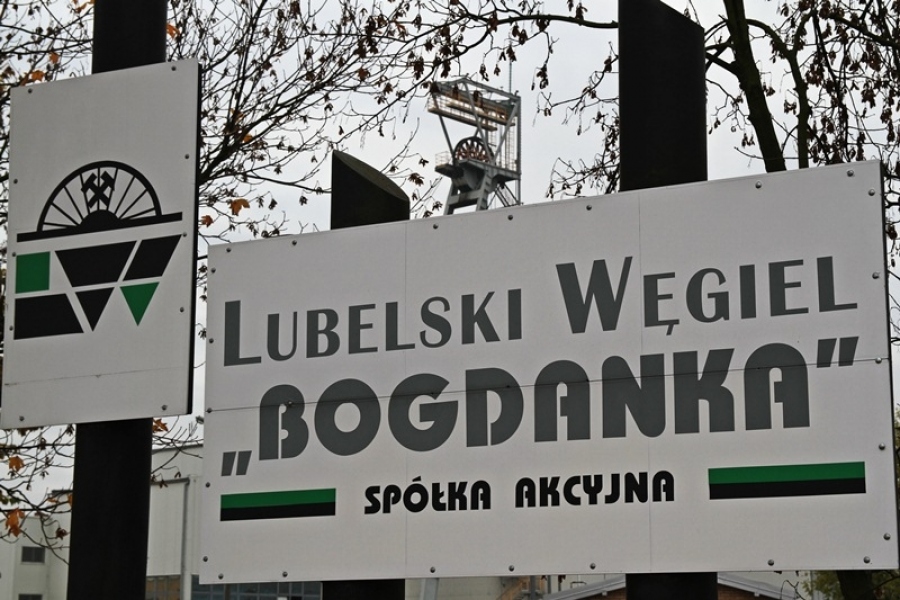 LUBELSKI WĘGIEL
„BOGDANKA”
SPÓŁKA AKCYJNA